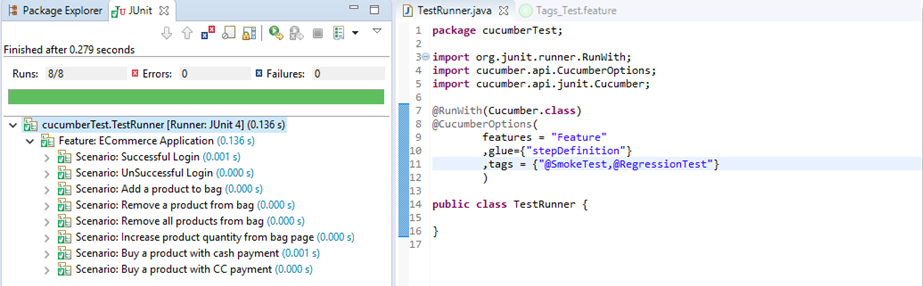 Package Explorer JUnit
Finished after 0.279 seconds
Runs: 8/8 Errors: 0 Failures: 0
cucumberTest.TestRunner [Runner: JUnit 4] (0.136 s)
Feature: ECommerce Application (0.136 s)
Scenario: Successful Login (0.001 s)
Scenario: UnSuccessful Login (0.000 s)
Scenario: Add a product to bag (0.000 s)
Scenario: Remove a product from bag (0.000 s)
Scenario: Remove all products from bag (0.000 s)
Scenario: Increase product quantity from bag page (0.000 s)
Scenario: Buy a product with cash payment (0.001 s)
Scenario: Buy a product with CC payment (0.000 s)
TestRunner.java Tags_Test.feature
1 package cucumberTest;
2
3 import org.junit.runner.RunWith;
4 import cucumber.api.CucumberOptions;
5 import cucumber.api.junit.Cucumber;
6
7 @RunWith(Cucumber.class)
8 @CucumberOptions(
9 features = "Feature"
10 ,glue={"stepDefinition"}
11 ,tags = {"@SmokeTest,@RegressionTest"}
12 )
13
14 public class TestRunner {
15
16 }
17